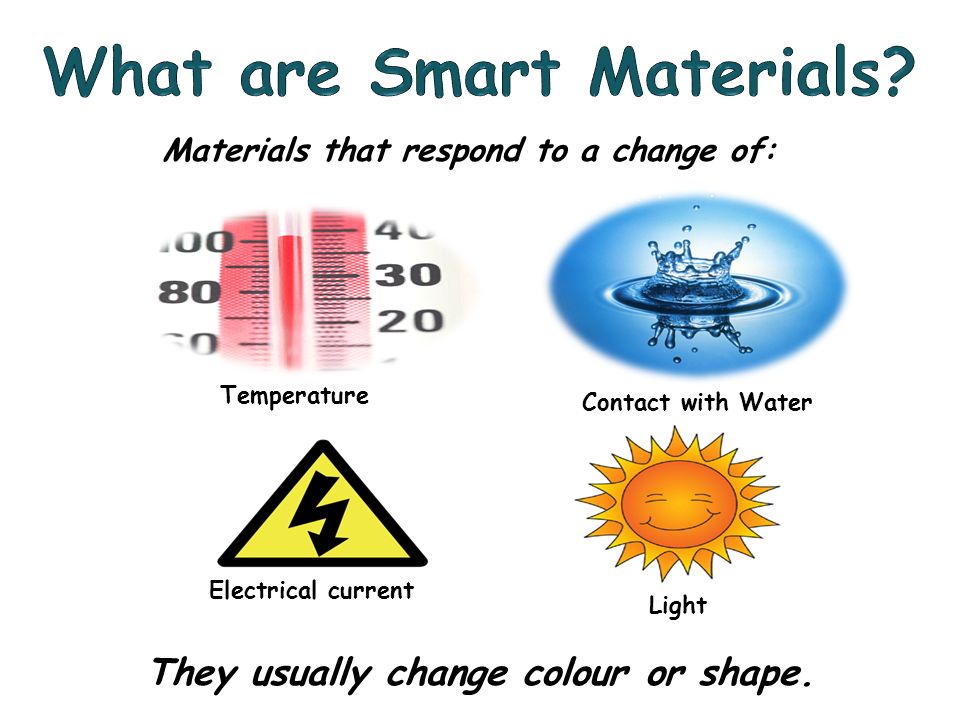 What are Smart Materials?
Materials that respond to a change of:
100 40
80 30
60 20
Temperature
Contact with Water
Electrical current
Light
They usually change colour or shape.